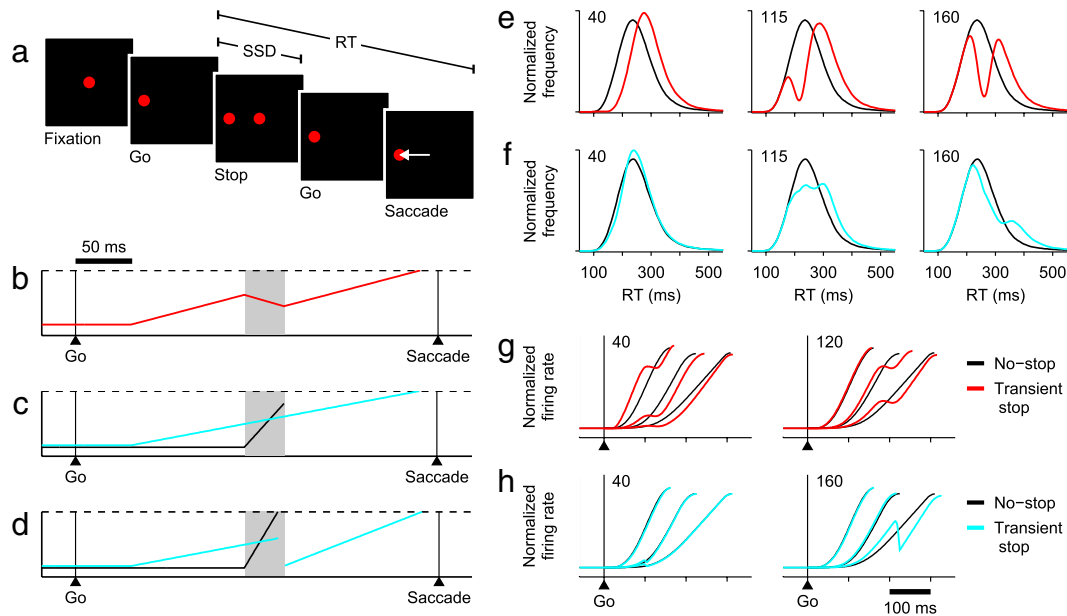 a
RT
SSD
Fixation
Go
Stop
Go
Saccade
50 ms
b
Go
Saccade
c
Go
Saccade
d
Go
Saccade
e
Normalized
frequency
40
115
160
f
Normalized
frequency
40
115
160
100 300 500
100 300 500
100 300 500
RT (ms)
RT (ms)
RT (ms)
g
Normalized
firing rate
40
120
No−stop
Transient
stop
h
Normalized
firing rate
40
160
No−stop
Transient
stop
Go
100 ms